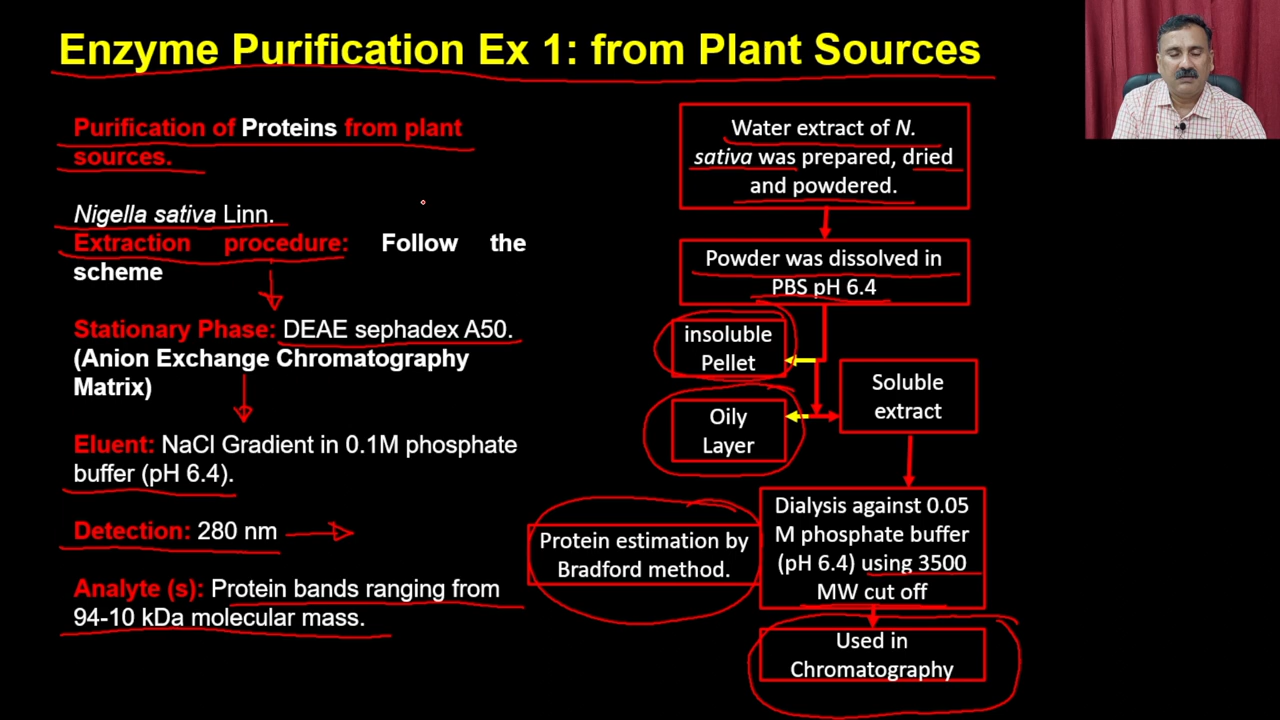 Enzyme Purification Ex 1: from Plant Sources
Purification of Proteins from plant
sources.
Nigella sativa Linn.
Extraction procedure: Follow the
scheme
Stationary Phase: DEAE sephadex A50.
(Anion Exchange Chromatography
Matrix)
Eluent: NaCl Gradient in 0.1M phosphate
buffer (pH 6.4).
Detection: 280 nm
Analyte (s): Protein bands ranging from
94-10 kDa molecular mass.
Water extract of N.
sativa was prepared, dried
and powdered.
Powder was dissolved in
PBS pH 6.4
insoluble
Pellet
Oily
Layer
Soluble
extract
Dialysis against 0.05
M phosphate buffer
(pH 6.4) using 3500
MW cut off
Protein estimation by
Bradford method.
Used in
Chromatography